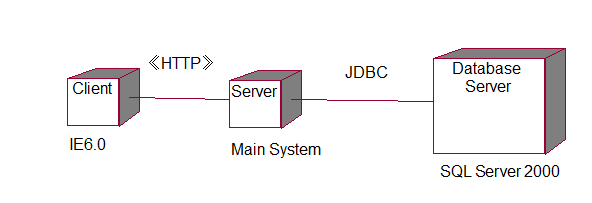 《HTTP》
JDBC
Client
Server
Database
Server
IE6.0
Main System
SQL Server 2000